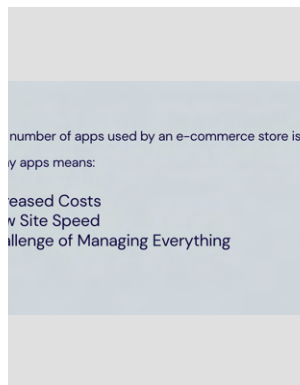 number of apps used by an e-commerce store is
apps means:
Costs
Site Speed
of Managing Everything